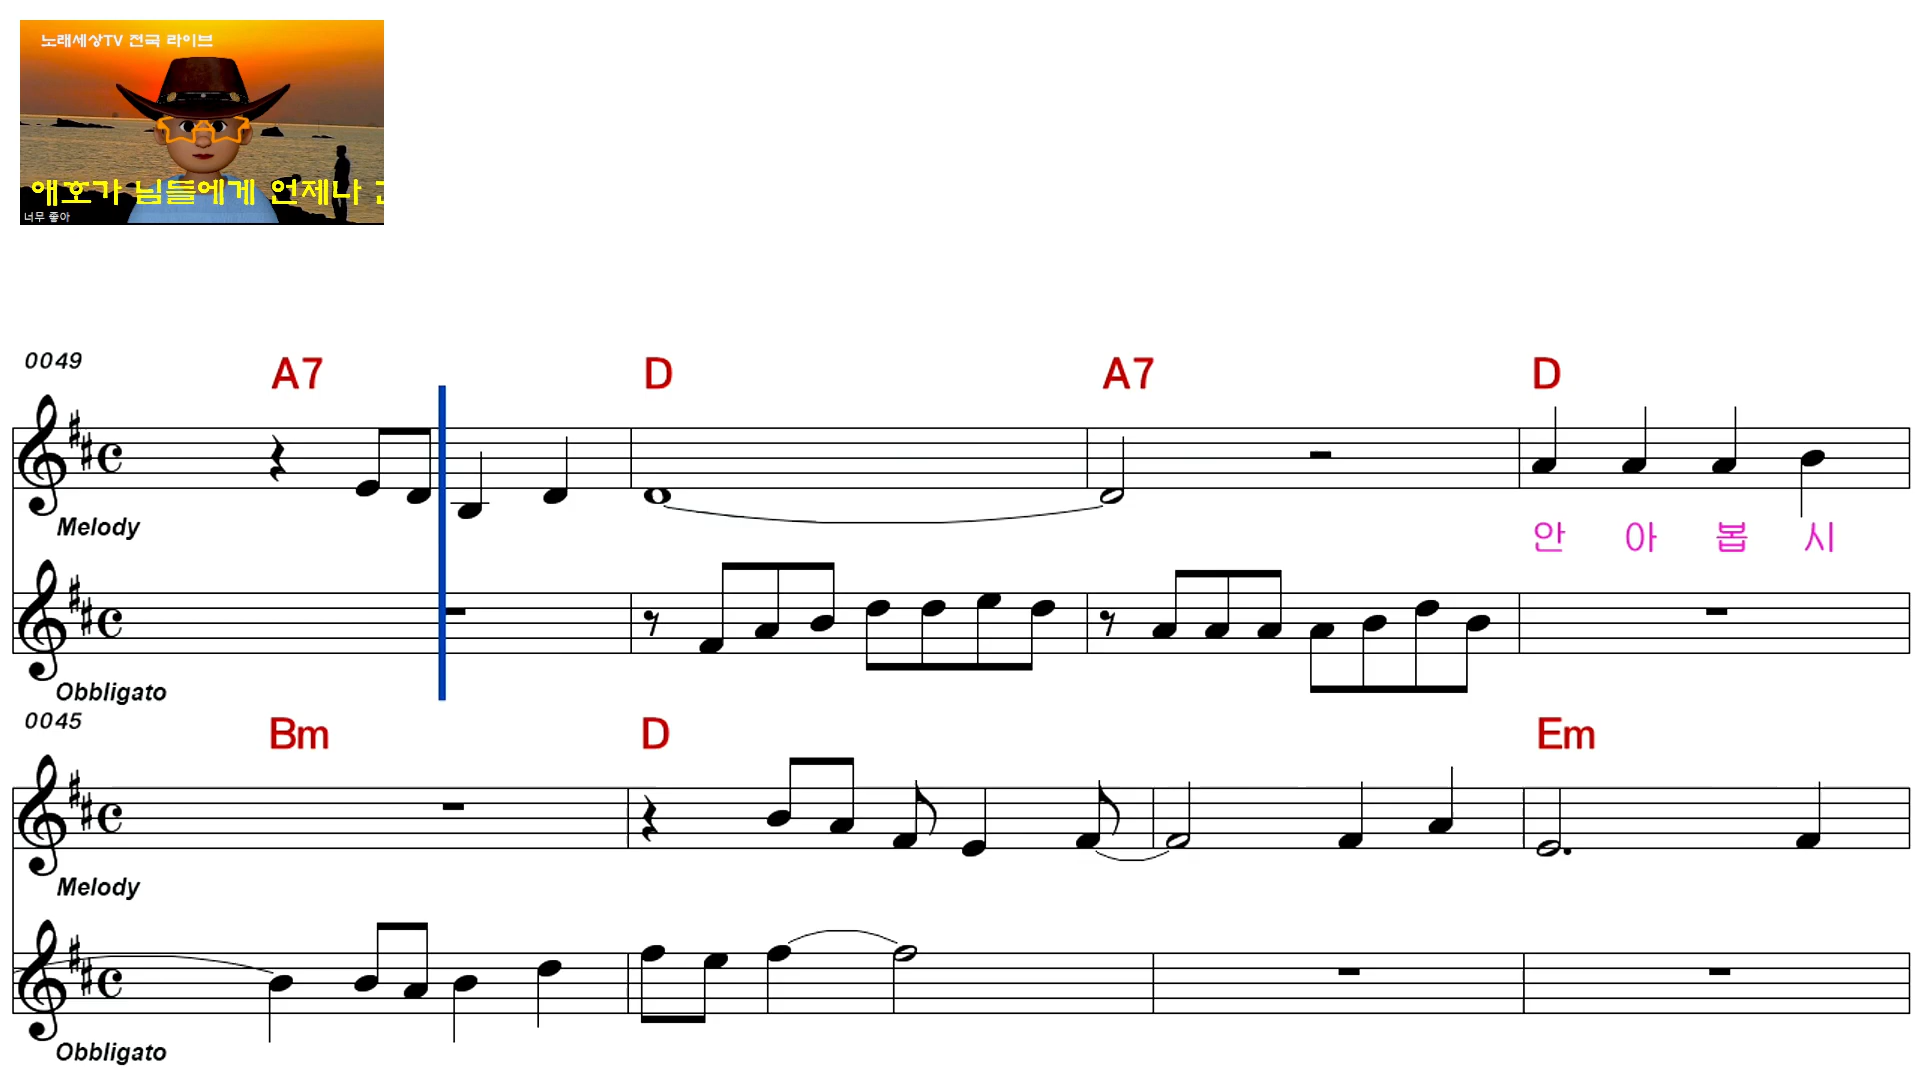 노래세상TV 전국 라이브
애호가 님들에게 언제나
너무 좋아
0049
A7 D A7 D
Melody
안 아 봅 시
Obbligato
0045
Bm D Em
Melody
Obbligato